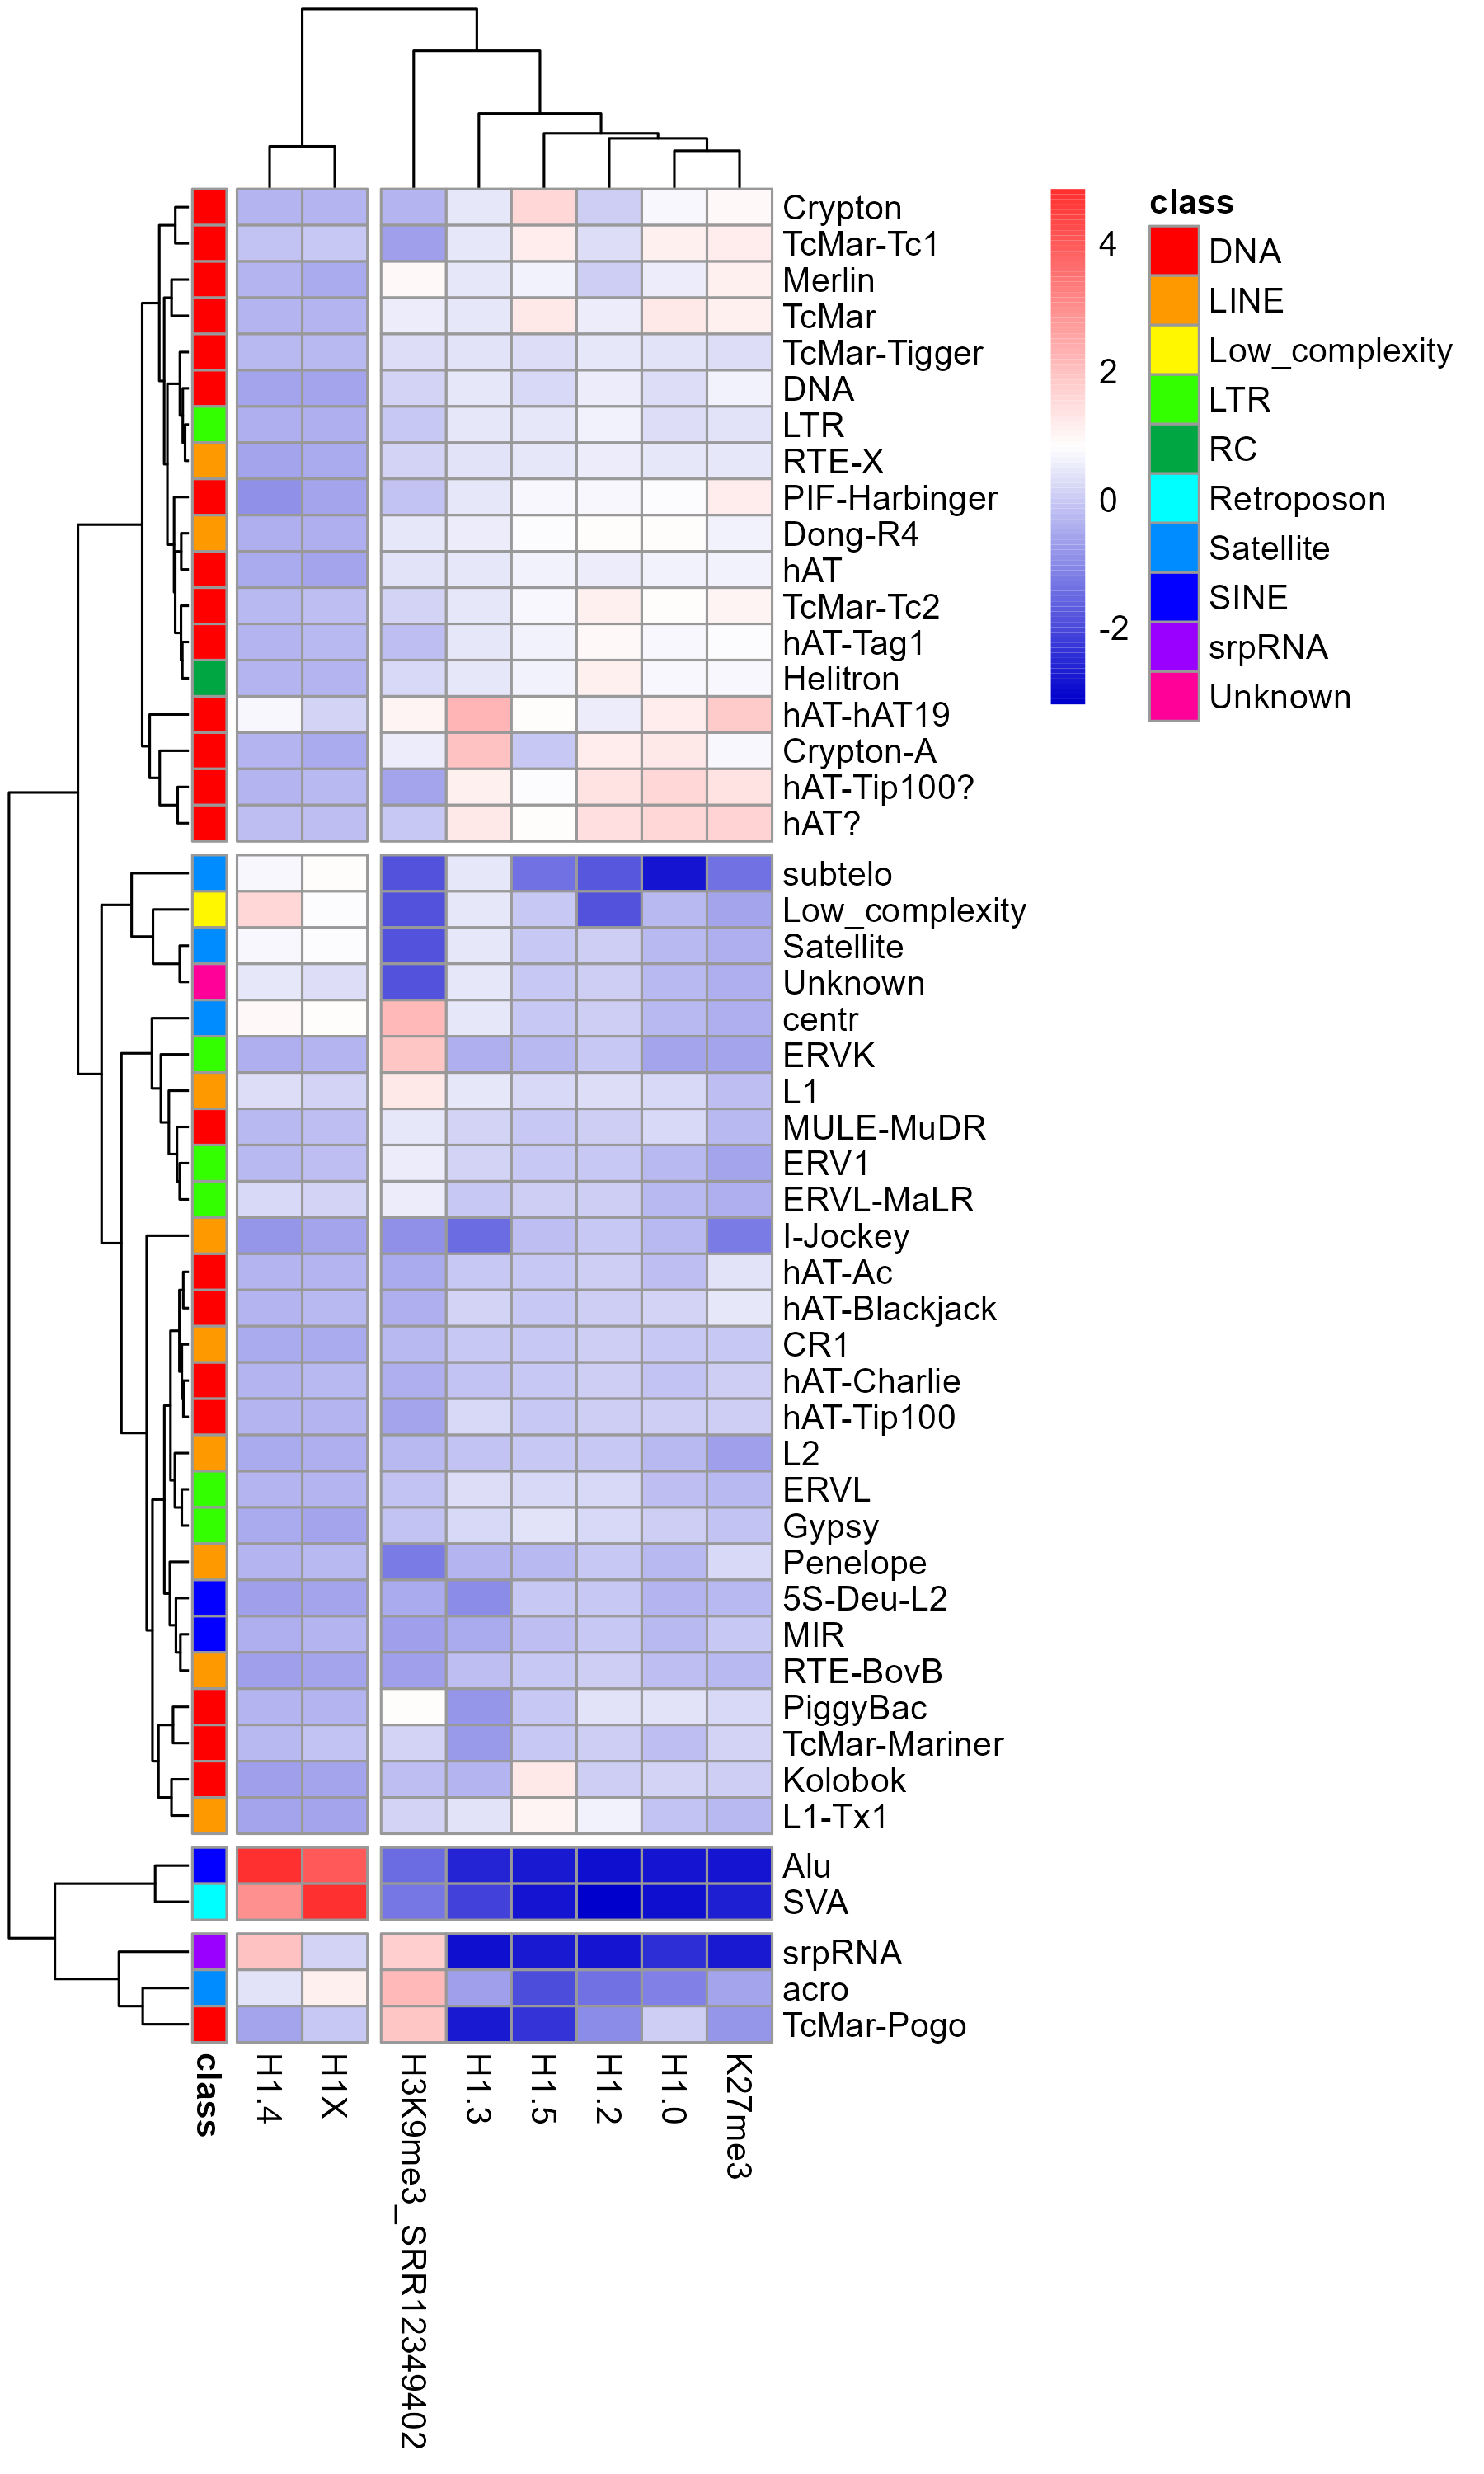 Crypton
TcMar-Tc1
Merlin
TcMar
TcMar-Tigger
DNA
LTR
RTE-X
PIF-Harbinger
Dong-R4
hAT
TcMar-Tc2
hAT-Tag1
Helitron
hAT-hAT19
Crypton-A
hAT-Tip100?
hAT?
subtelo
Low_complexity
Satellite
Unknown
centr
ERVK
L1
MULE-MuDR
ERV1
ERVL-MaLR
I-Jockey
hAT-Ac
hAT-Blackjack
CR1
hAT-Charlie
hAT-Tip100
L2
ERVL
Gypsy
Penelope
5S-Deu-L2
MIR
RTE-BovB
PiggyBac
TcMar-Mariner
Kolobok
L1-Tx1
Alu
SVA
srpRNA
acro
TcMar-Pogo
class
H1.4
H1X
H3K9me3_SRR12349402
H1.3
H1.5
H1.2
H1.0
K27me3
4
2
0
-2
class
DNA
LINE
Low_complexity
LTR
RC
Retroposon
Satellite
SINE
srpRNA
Unknown